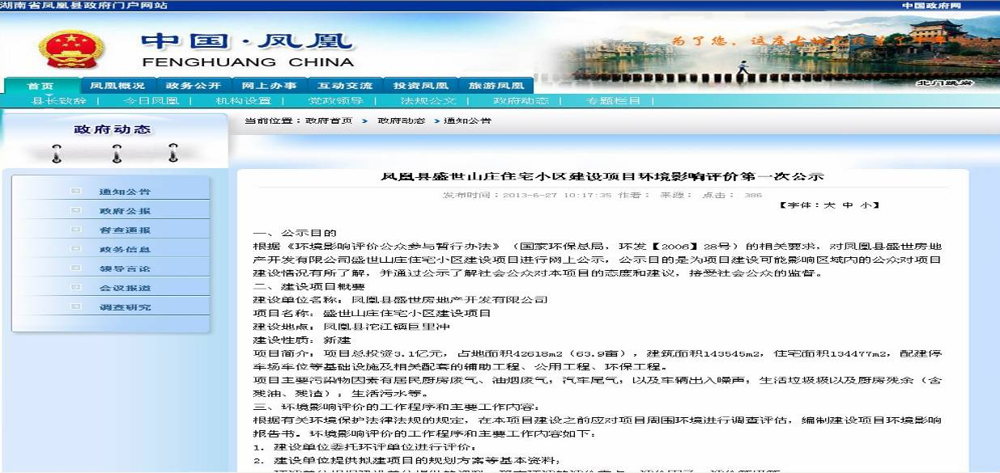 湖南省凤凰县政府门户网站
中国政府网
中国·凤凰
FENGHUANG CHINA
为了您，这座古城已经等了千年
北门跳岩
首页 凤凰概况 政务公开 网上办事 互动交流 投资凤凰 旅游凤凰
县长致辞 | 今日凤凰 | 机构设置 | 党政领导 | 法规公文 | 政府动态 | 专题栏目 |
政府动态
当前位置：政府首页 > 政府动态 > 通知公告
通知公告
政府公报
督查通报
政务信息
领导言论
会议报道
调查研究
凤凰县盛世山庄住宅小区建设项目环境影响评价第一次公示
发布时间：2013-6-27 10:17:35 作者： 来源： 点击： 386
【字体：大 中 小】
一、公示目的
根据《环境影响评价公众参与暂行办法》（国家环保总局，环发【2006】28号）的相关要求，对凤凰县盛世房地
产开发有限公司盛世山庄住宅小区建设项目进行网上公示，公示目的是为项目建设可能影响区域内的公众对项目
建设情况有所了解，并通过公示了解社会公众对本项目的态度和建议，接受社会公众的监督。
二、建设项目概要
建设单位名称：凤凰县盛世房地产开发有限公司
项目名称：盛世山庄住宅小区建设项目
建设地点：凤凰县沱江镇巨里冲
建设性质：新建
项目简介：项目总投资3.1亿元，占地面积42618m2（63.9亩），建筑面积143545m2，住宅面积134477m2，配建停
车场车位等基础设施及相关配套的辅助工程、公用工程、环保工程。
项目主要污染物因素有居民厨房废气、油烟废气；汽车尾气，以及车辆出入噪声；生活垃圾圾以及厨房残余（含
残油、残渣）；生活污水等。
三、环境影响评价的工作程序和主要工作内容：
根据有关环境保护法律法规的规定，在本项目建设之前应对项目周围环境进行调查评估，编制建设项目环境影响
报告书。环境影响评价的工作程序和主要工作内容如下：
1. 建设单位委托环评单位进行评价；
2. 建设单位提供拟建项目的规划方案等基本资料；